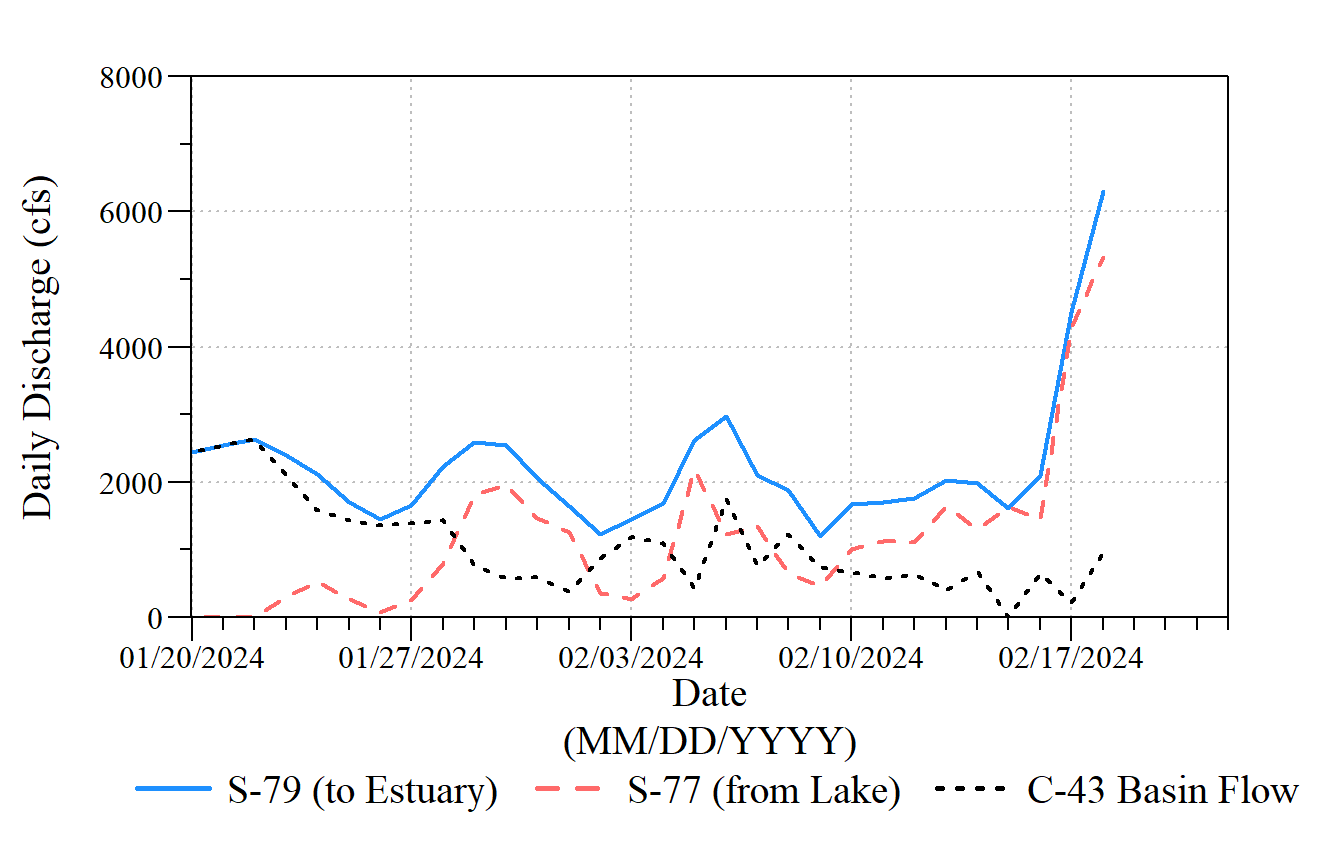 8000
6000
4000
2000
0
Daily Discharge (cfs)
01/20/2024 01/27/2024 02/03/2024 02/10/2024 02/17/2024
Date
(MM/DD/YYYY)
S-79 (to Estuary) S-77 (from Lake) C-43 Basin Flow